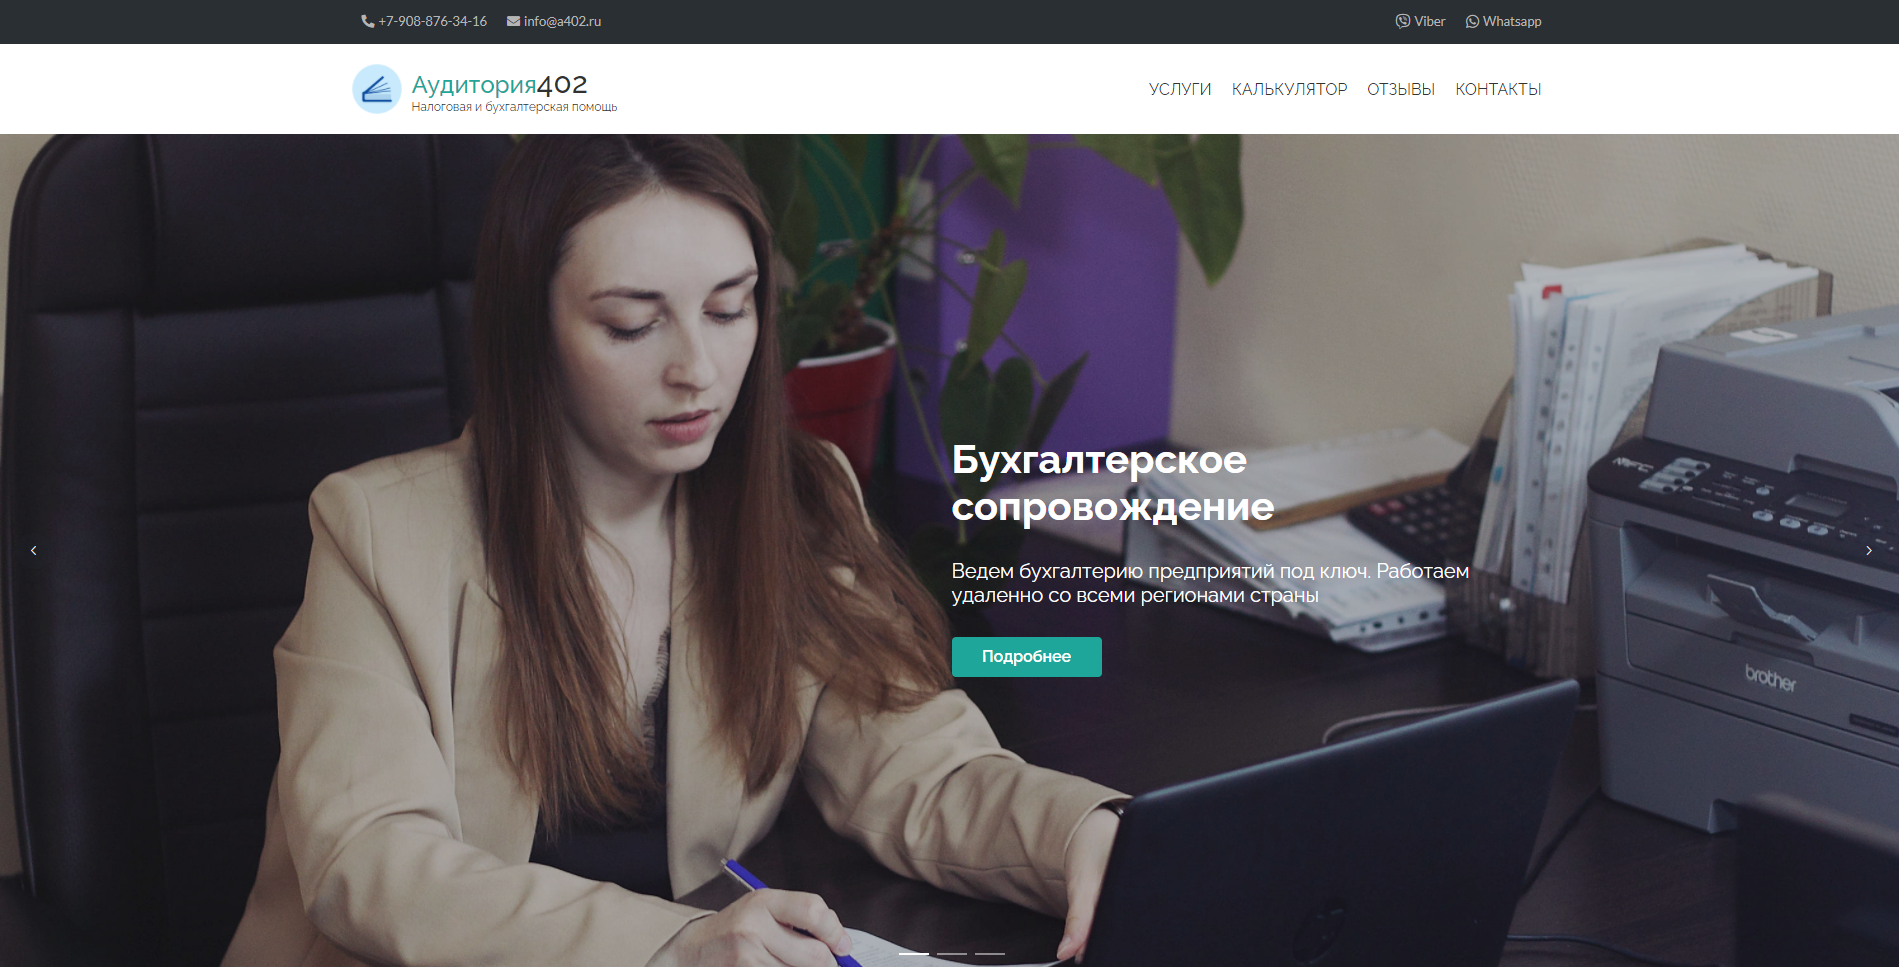 +7-908-876-34-16 info@a402.ru Viber Whatsapp
Аудитория402
Налоговая и бухгалтерская помощь
УСЛУГИ КАЛЬКУЛЯТОР ОТЗЫВЫ КОНТАКТЫ
Бухгалтерское
сопровождение
Ведем бухгалтерию предприятий под ключ. Работаем
удаленно со всеми регионами страны
Подробнее
brother